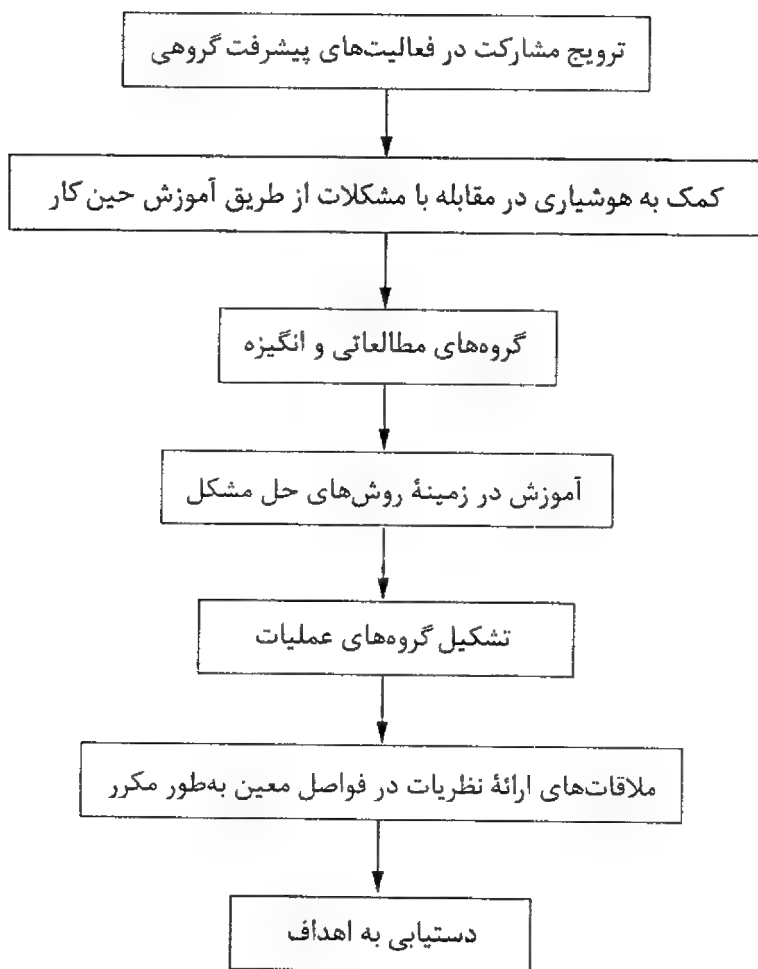 ترویج مشارکت در فعالیت‌های پیشرفت گروهی
کمک به هوشیاری در مقابله با مشکلات از طریق آموزش حین کار
گروه‌های مطالعاتی و انگیزه
آموزش در زمینهٔ روش‌های حل مشکل
تشکیل گروه‌های عملیات
ملاقات‌های ارائهٔ نظریات در فواصل معین به‌طور مکرر
دستیابی به اهداف